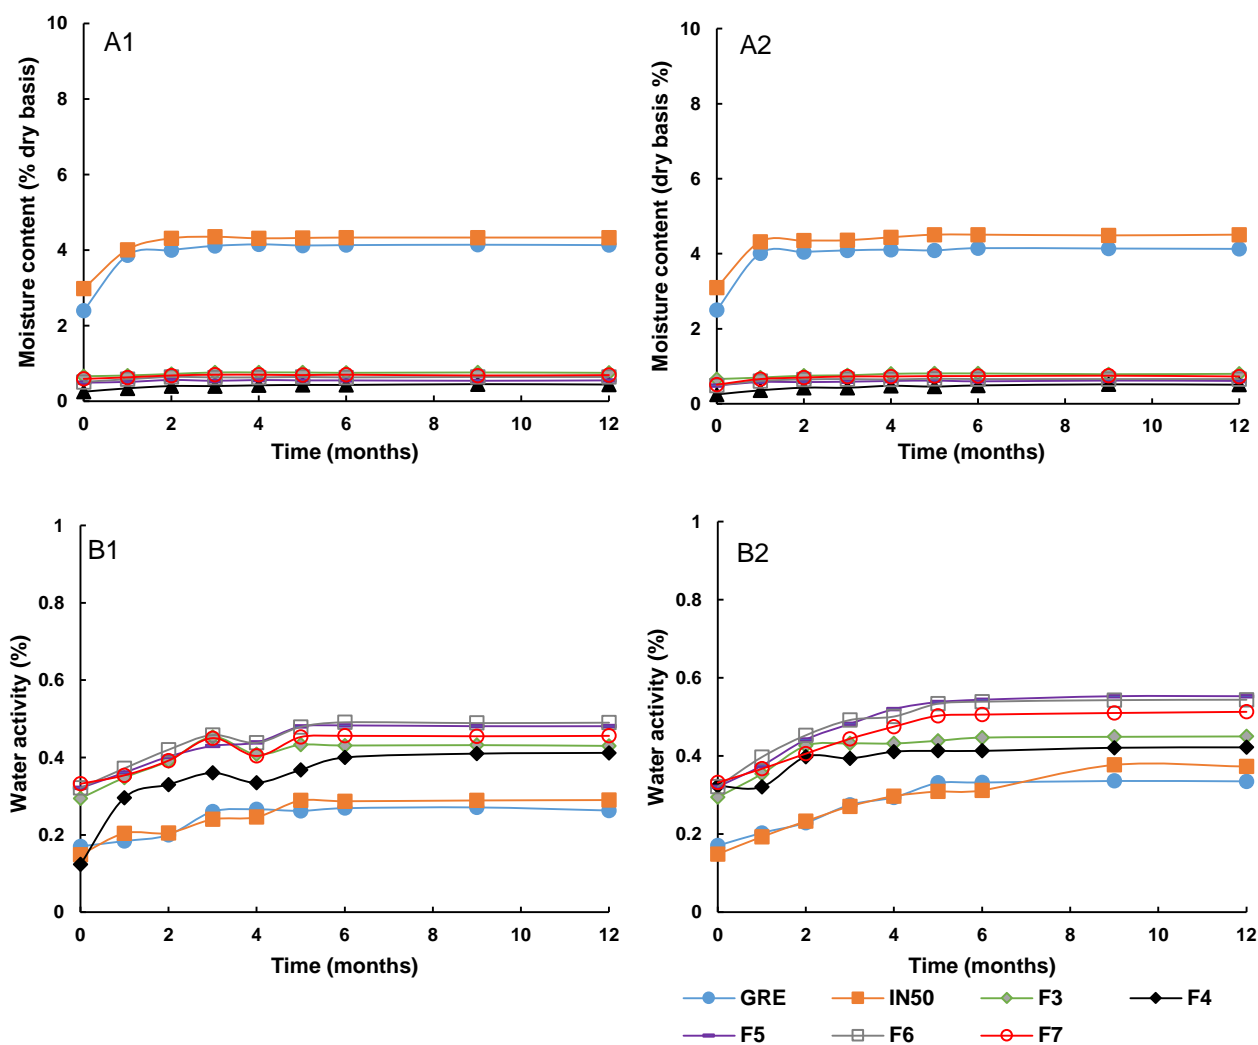 A1
10
8
6
4
2
0
Moisture content (% dry basis)
0 2 4 6 8 10 12
Time (months)
A2
10
8
6
4
2
0
Moisture content (dry basis %)
0 2 4 6 8 10 12
Time (months)
B1
1
0.8
0.6
0.4
0.2
0
Water activity (%)
0 2 4 6 8 10 12
Time (months)
B2
1
0.8
0.6
0.4
0.2
0
Water activity (%)
0 2 4 6 8 10 12
Time (months)
GRE IN50 F3 F4
F5 F6 F7